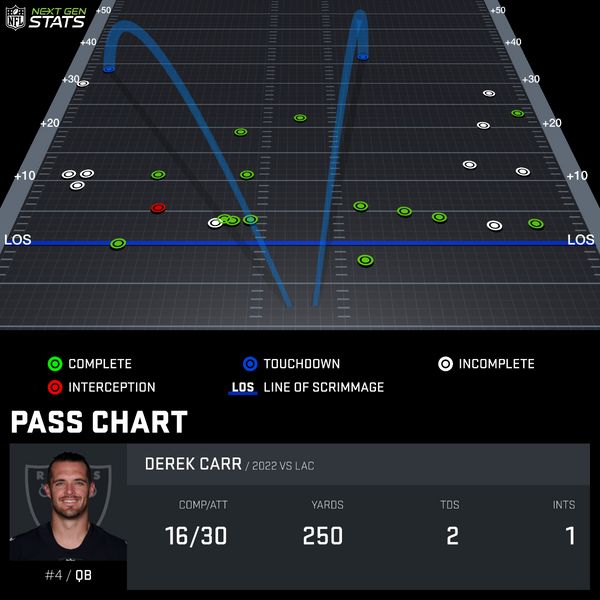 NFL NEXT GEN STATS
+50 +50
+40 +40
+30 +30
+20 +20
+10 +10
LOS LOS
COMPLETE TOUCHDOWN INCOMPLETE
INTERCEPTION LOS LINE OF SCRIMMAGE
PASS CHART
DEREK CARR / 2022 VS LAC
COMP/ATT YARDS TDS INTS
16/30 250 2 1
#4 / QB